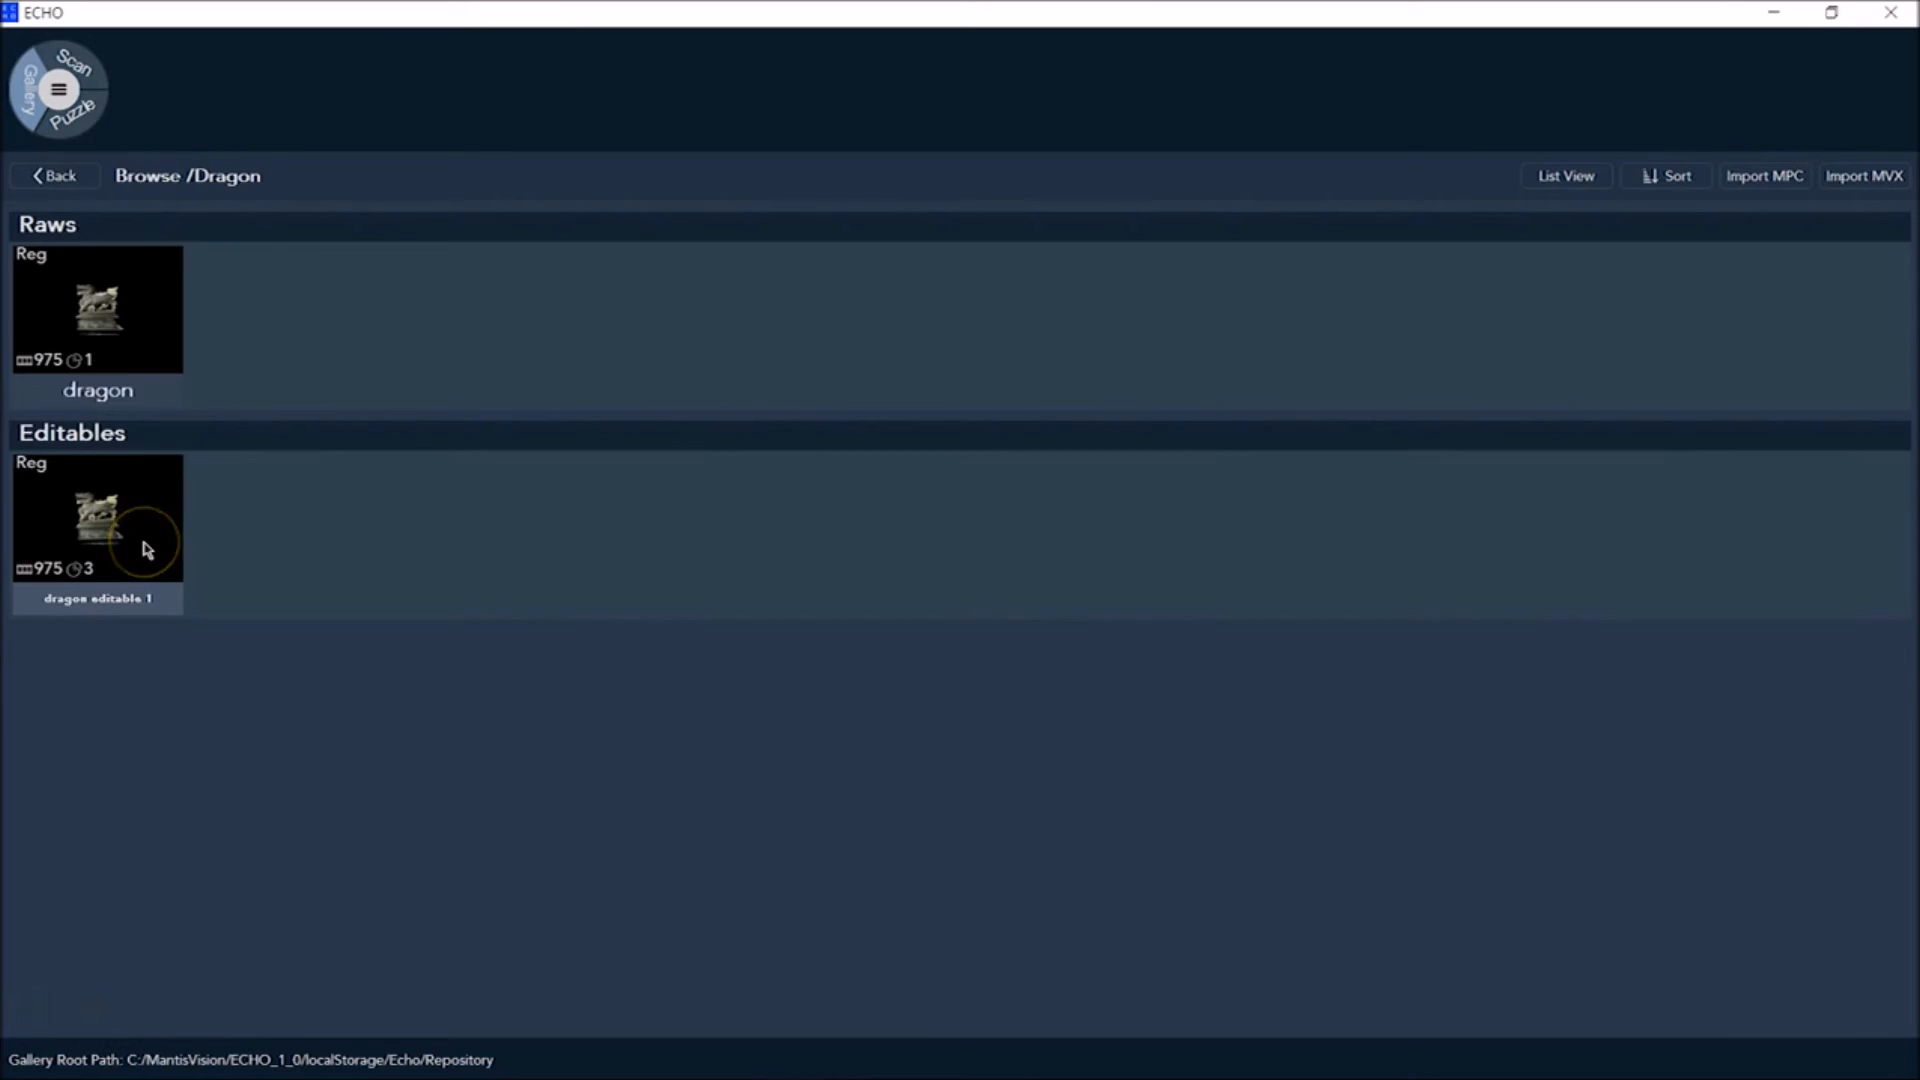 ECHO
Scan
Gallery
Puzzle
Back
Browse /Dragon
List View
Sort
Import MPC
Import MVX
Raws
Reg
975 1
dragon
Editables
Reg
975 3
dragon editable 1
Gallery Root Path: C:/MantisVision/ECHO_1_0/localStorage/Echo/Repository